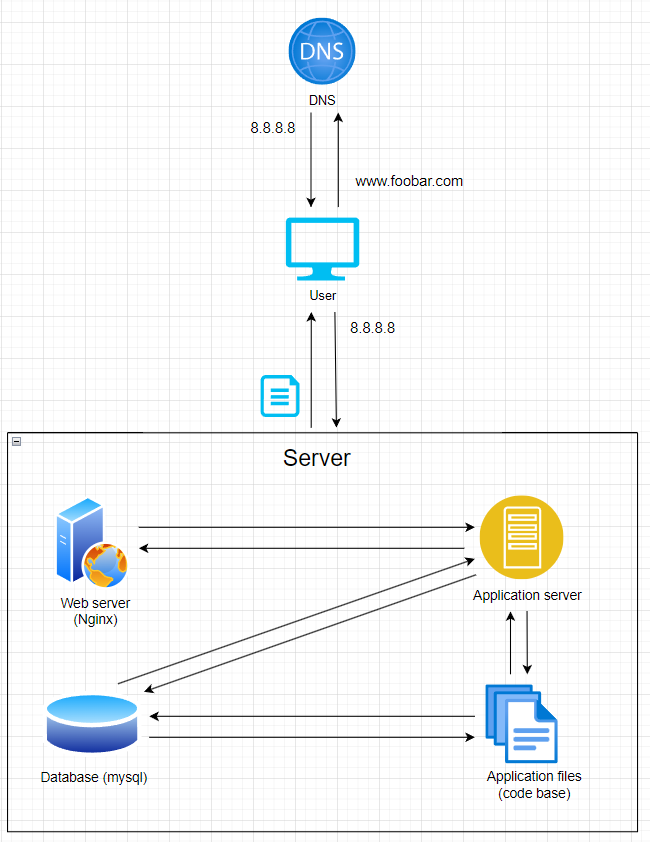 DNS
DNS
8.8.8.8
www.foobar.com
User
8.8.8.8
Server
Web server
(Nginx)
Application server
Database (mysql)
Application files
(code base)